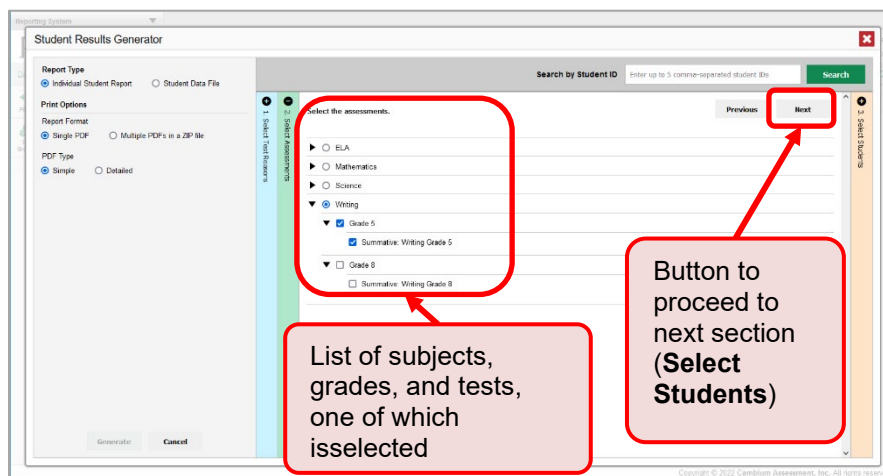 Reporting System
Student Results Generator
Report Type
Individual Student Report Student Data File
Print Options
Report Format
Single PDF Multiple PDFs in a ZIP file
PDF Type
Simple Detailed
Generate Cancel
Search by Student ID Enter up to 5 comma-separated student IDs Search
1. Select Test Reasons
2. Select Assessments
Select the assessments.
Previous Next
ELA
Mathematics
Science
Writing
Grade 5
Summative: Writing Grade 5
Grade 8
Summative: Writing Grade 8
3. Select Students
List of subjects,
grades, and tests,
one of which
isselected
Button to
proceed to
next section
(Select
Students)
Copyright © 2022 Cambium Assessment, Inc. All rights reser